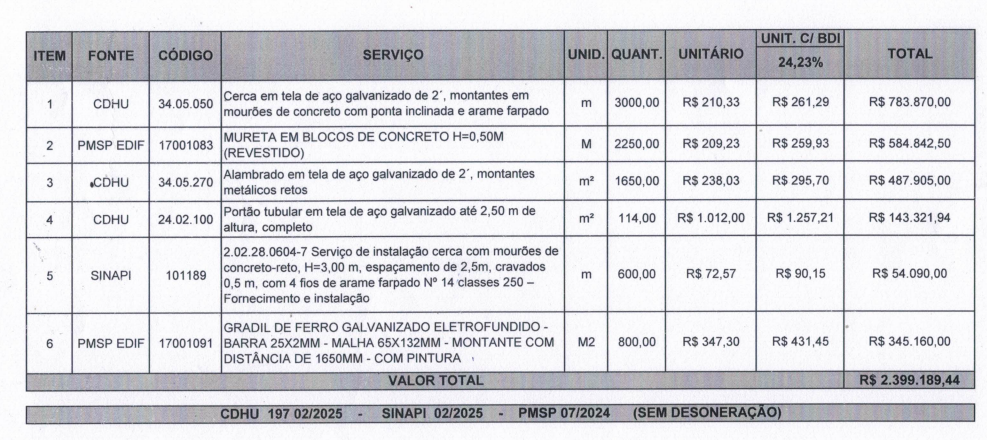 ITEM FONTE CÓDIGO SERVIÇO UNID. QUANT. UNITÁRIO UNIT. C/ BDI 24,23% TOTAL
1 CDHU 34.05.050 Cerca em tela de aço galvanizado de 2´, montantes em
mourões de concreto com ponta inclinada e arame farpado m 3000,00 R$ 210,33 R$ 261,29 R$ 783.870,00
2 PMSP EDIF 17001083 MURETA EM BLOCOS DE CONCRETO H=0,50M
(REVESTIDO) M 2250,00 R$ 209,23 R$ 259,93 R$ 584.842,50
3 CDHU 34.05.270 Alambrado em tela de aço galvanizado de 2´, montantes
metálicos retos m² 1650,00 R$ 238,03 R$ 295,70 R$ 487.905,00
4 CDHU 24.02.100 Portão tubular em tela de aço galvanizado até 2,50 m de
altura, completo m² 114,00 R$ 1.012,00 R$ 1.257,21 R$ 143.321,94
5 SINAPI 101189 2.02.28.0604-7 Serviço de instalação cerca com mourões de
concreto-reto, H=3,00 m, espaçamento de 2,5m, cravados
0,5 m, com 4 fios de arame farpado Nº 14 classes 250 –
Fornecimento e instalação m 600,00 R$ 72,57 R$ 90,15 R$ 54.090,00
6 PMSP EDIF 17001091 GRADIL DE FERRO GALVANIZADO ELETROFUNDIDO -
BARRA 25X2MM - MALHA 65X132MM - MONTANTE COM
DISTÂNCIA DE 1650MM - COM PINTURA M2 800,00 R$ 347,30 R$ 431,45 R$ 345.160,00
VALOR TOTAL R$ 2.399.189,44
CDHU 197 02/2025 - SINAPI 02/2025 - PMSP 07/2024 (SEM DESONERAÇÃO)